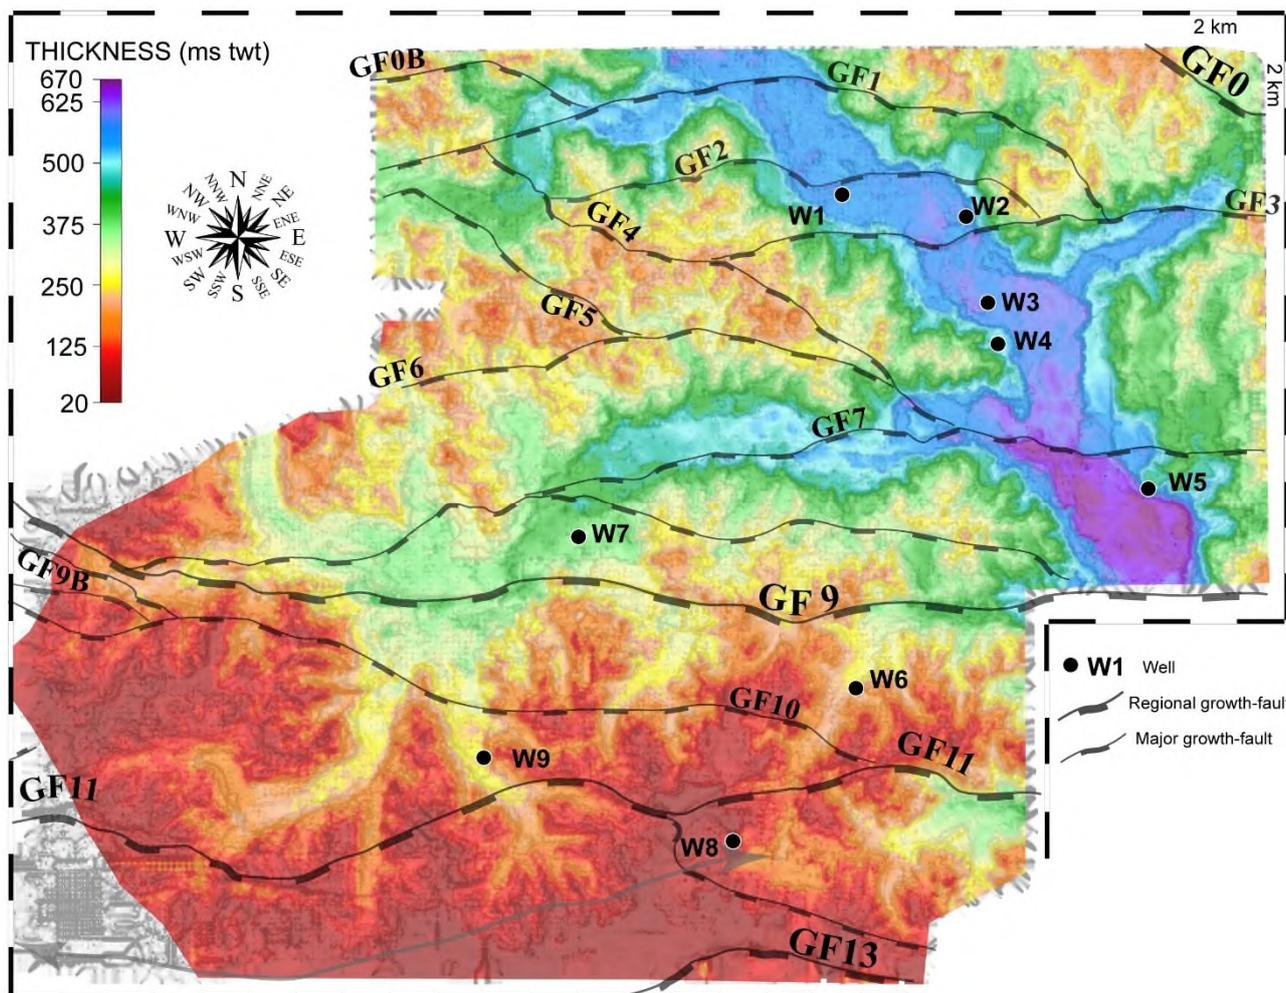 2 km
2 km
THICKNESS (ms twt)
670
625
500
375
250
125
20
N
NNE
NE
ENE
E
ESE
SE
SSE
S
SSW
SW
WSW
W
WNW
NW
NNW
GF0B
GF1
GF0
GF2
GF3
W1
W2
GF4
W3
GF5
W4
GF6
GF7
W5
W7
GF9B
GF 9
W6
GF10
W9
GF11
GF11
W8
GF13
W1 Well
Regional growth-fault
Major growth-fault